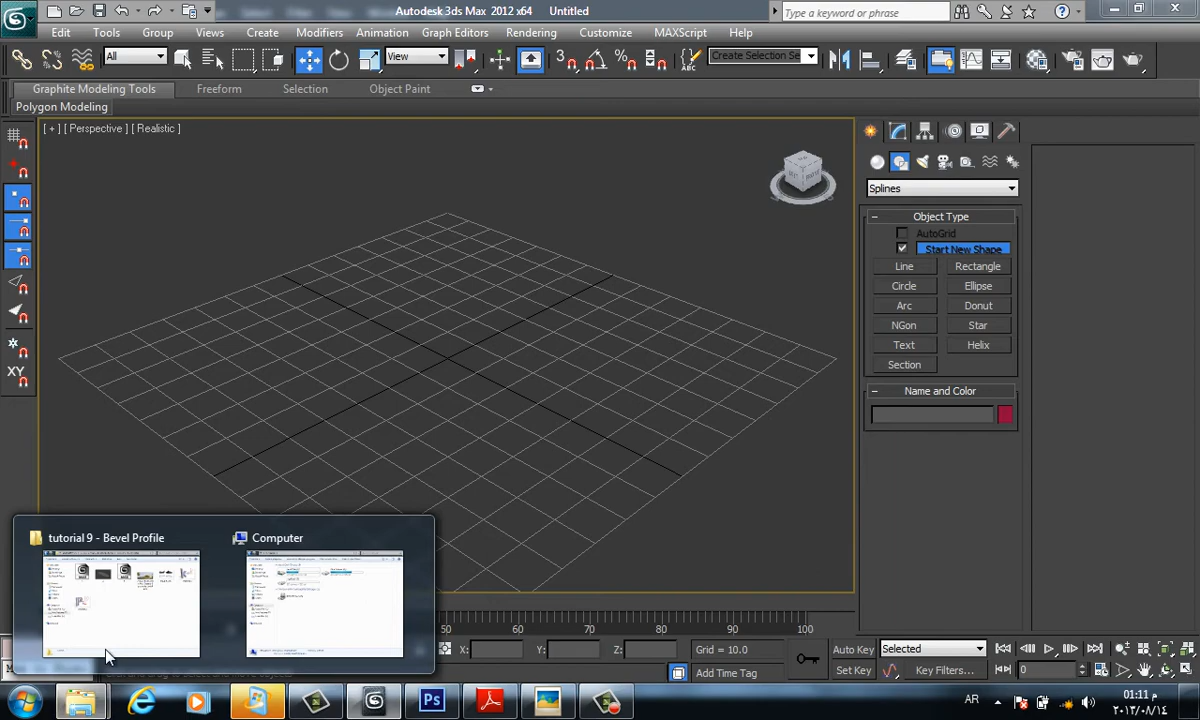 Autodesk 3ds Max 2012 x64 Untitled
Type a keyword or phrase
Edit Tools Group Views Create Modifiers Animation Graph Editors Rendering Customize MAXScript Help
All View 3 % Create Selection Se
Graphite Modeling Tools Freeform Selection Object Paint
Polygon Modeling
[ + ] [ Perspective ] [ Realistic ]
Splines
Object Type
AutoGrid
Start New Shape
Line Rectangle
Circle Ellipse
Arc Donut
NGon Star
Text Helix
Section
Name and Color
XY
tutorial 9 - Bevel Profile Computer
50 60 70 80 90 100
X: Y: Z: Grid = 10.0 Auto Key Selected
Add Time Tag Set Key Key Filters... 0
Ps AR 01:11 م
٢٠١٣/٠٨/١٤